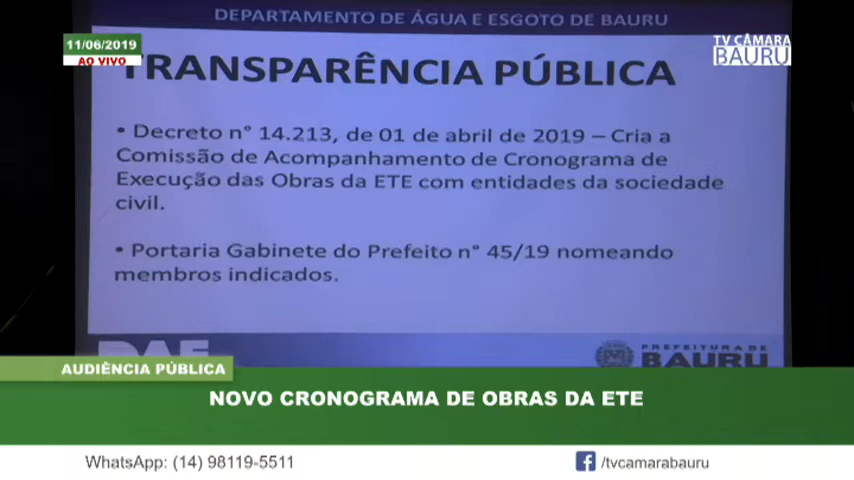 DEPARTAMENTO DE ÁGUA E ESGOTO DE BAURU
11/06/2019
AO VIVO
TV CÂMARA
BAURU
TRANSPARÊNCIA PÚBLICA
• Decreto n° 14.213, de 01 de abril de 2019 – Cria a
Comissão de Acompanhamento de Cronograma de
Execução das Obras da ETE com entidades da sociedade
civil.
• Portaria Gabinete do Prefeito n° 45/19 nomeando
membros indicados.
DAE
PREFEITURA DE
BAURU
AUDIÊNCIA PÚBLICA
NOVO CRONOGRAMA DE OBRAS DA ETE
WhatsApp: (14) 98119-5511
/tvcamarabauru